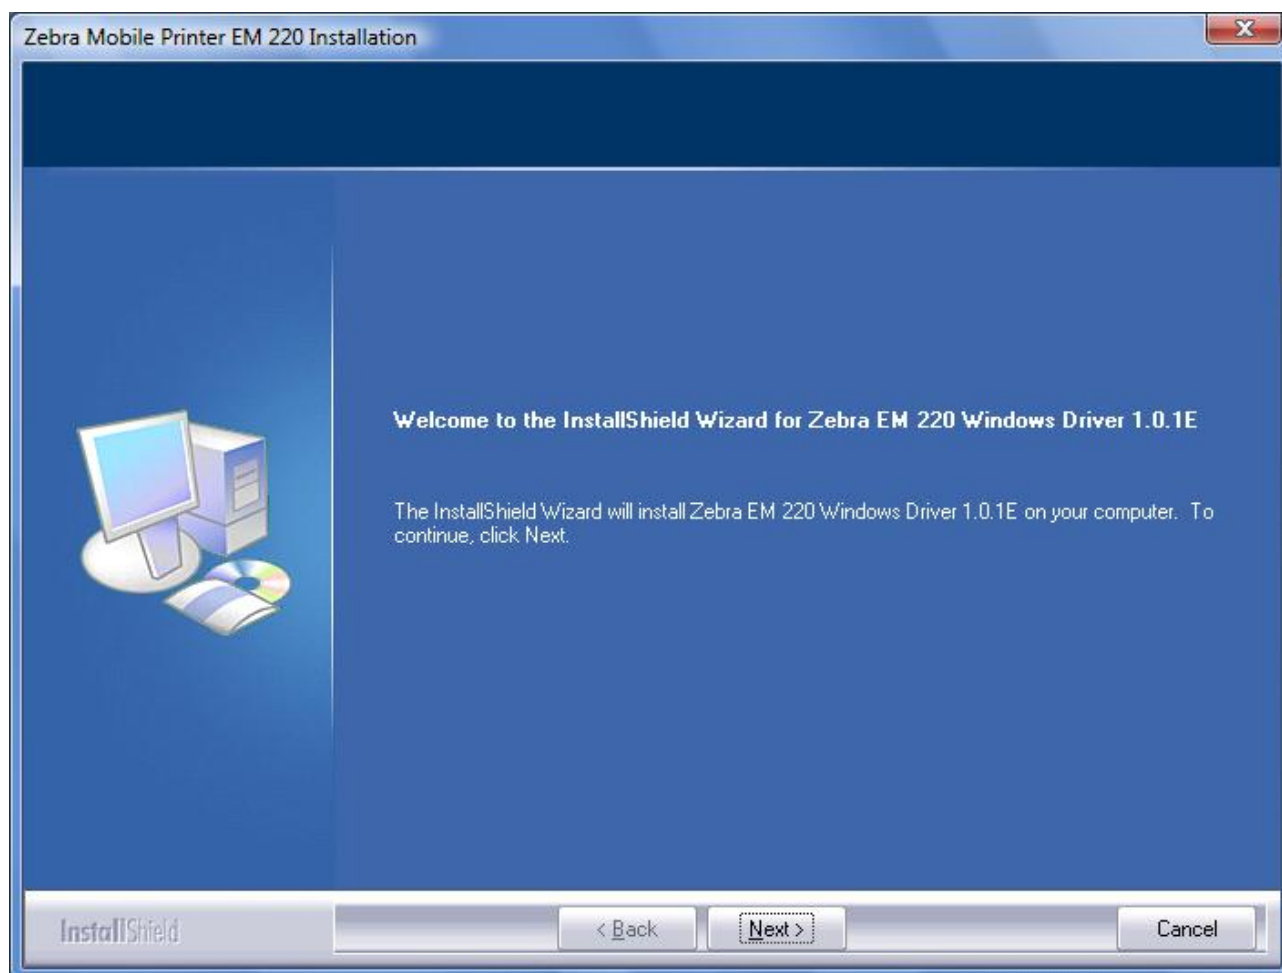 Zebra Mobile Printer EM 220 Installation
Welcome to the InstallShield Wizard for Zebra EM 220 Windows Driver 1.0.1E
The InstallShield Wizard will install Zebra EM 220 Windows Driver 1.0.1E on your computer. To
continue, click Next.
InstallShield
< Back
Next >
Cancel